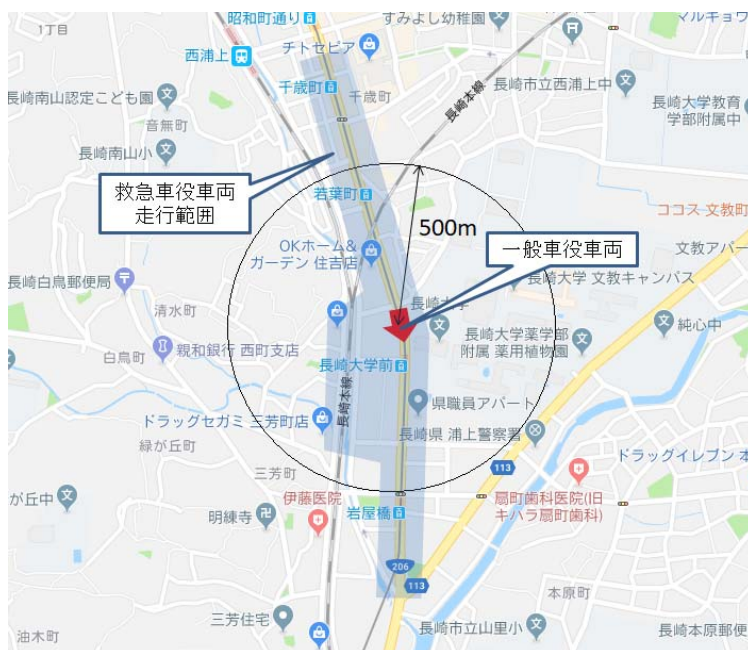 昭和町通り
すみよし幼稚園
マルキョウ
1丁目
チトセピア
西浦上
千歳町
千歳町
長崎市立西浦上中
長崎大学教育
学部附属中
長崎南山認定こども園
音無町
長崎本線
長崎南山小
救急車役車両
走行範囲
若葉町
500m
ココス 文教町
一般車役車両
文教アパー
OKホーム&
ガーデン 住吉店
長崎大学 文教キャンパス
長崎白鳥郵便局
清水町
長崎大学
純心中
長崎大学薬学部
附属 薬用植物園
白鳥町
親和銀行 西町支店
長崎大学前
長崎本線
県職員アパート
ドラッグセガミ 三芳町店
長崎県 浦上警察署
緑が丘町
ドラッグイレブン 本
三芳町
113
が丘中
伊藤医院
扇町歯科医院(旧
キハラ扇町歯科)
明練寺
岩屋橋
206
113
本原町
三芳住宅
油木町
長崎市立山里小
長崎本原郵便